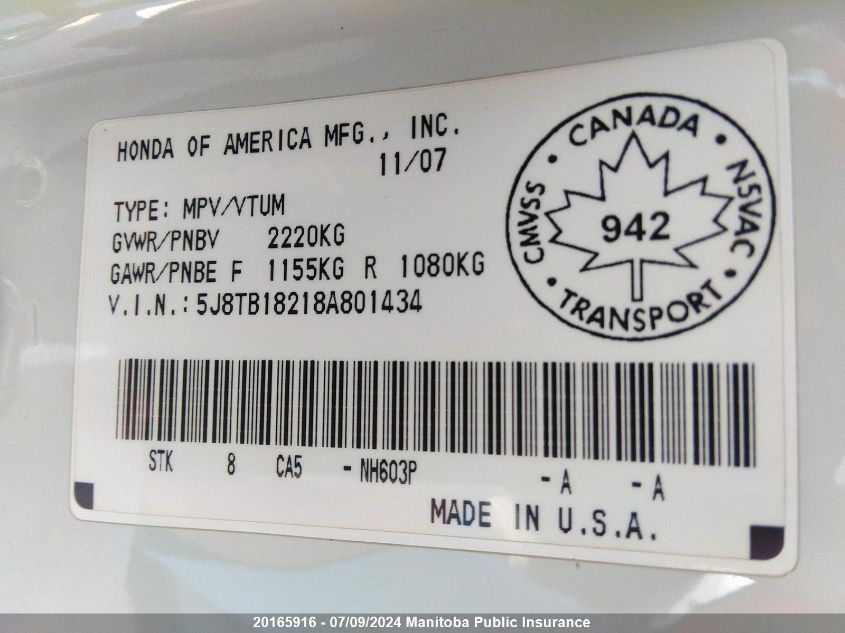 HONDA OF AMERICA MFG., INC.
11/07
TYPE: MPV/VTUM
GVWR/PNBV 2220KG
GAWR/PNBE F 1155KG R 1080KG
V.I.N.: 5J8TB18218A801434
CMVSS • CANADA • NSVAC • TRANSPORT •
942
STK 8 CA5 - NH603P - A - A
MADE IN U.S.A.
20165916 - 07/09/2024 Manitoba Public Insurance